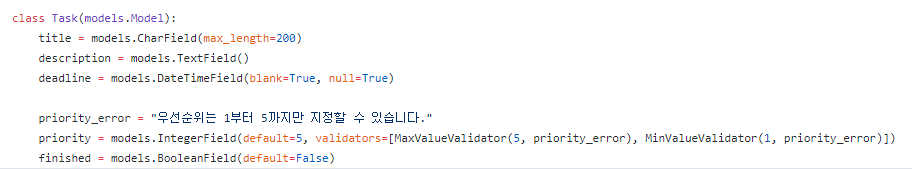 class Task(models.Model):
title = models.CharField(max_length=200)
description = models.TextField()
deadline = models.DateTimeField(blank=True, null=True)
priority_error = "우선순위는 1부터 5까지만 지정할 수 있습니다."
priority = models.IntegerField(default=5, validators=[MaxValueValidator(5, priority_error), MinValueValidator(1, priority_error)])
finished = models.BooleanField(default=False)